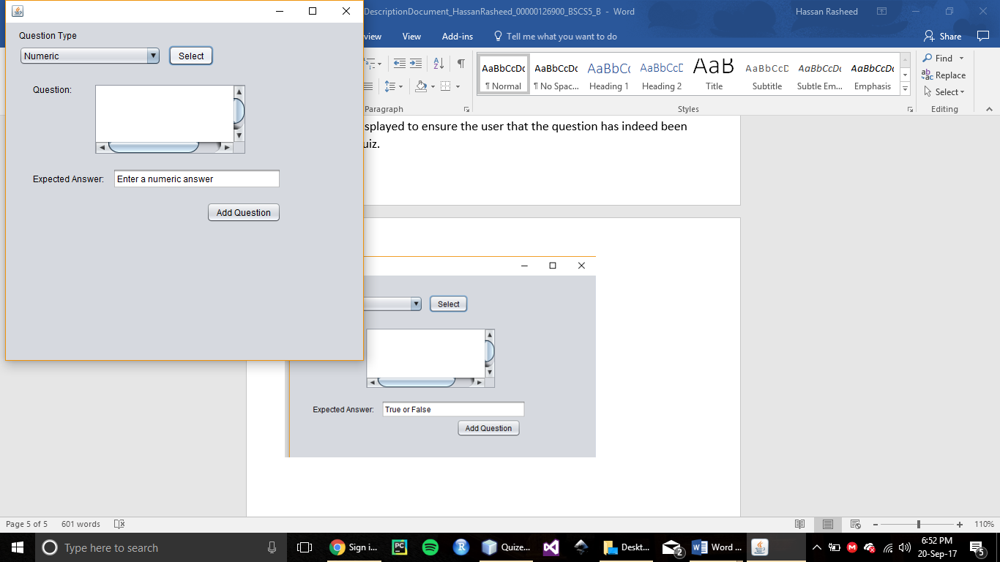 DescriptionDocument_HassanRasheed_00000126900_BSCS5_B - Word
Hassan Rasheed
view View Add-ins Tell me what you want to do Share
Question Type
Numeric Select
Question:
Expected Answer: Enter a numeric answer
Add Question
AaBbCcDc AaBbCcDc AaBbCc AaBbCcD AaB AaBbCcD AaBbCcDc AaBbCcDc
¶ Normal ¶ No Spac... Heading 1 Heading 2 Title Subtitle Subtle Em... Emphasis
Find
Replace
Select
Paragraph Styles Editing
splayed to ensure the user that the question has indeed been
uiz.
Select
Expected Answer: True or False
Add Question
Page 5 of 5 601 words 110%
Type here to search
Sign i... Quize... Deskt... 2 Word ...
6:52 PM
20-Sep-17
5